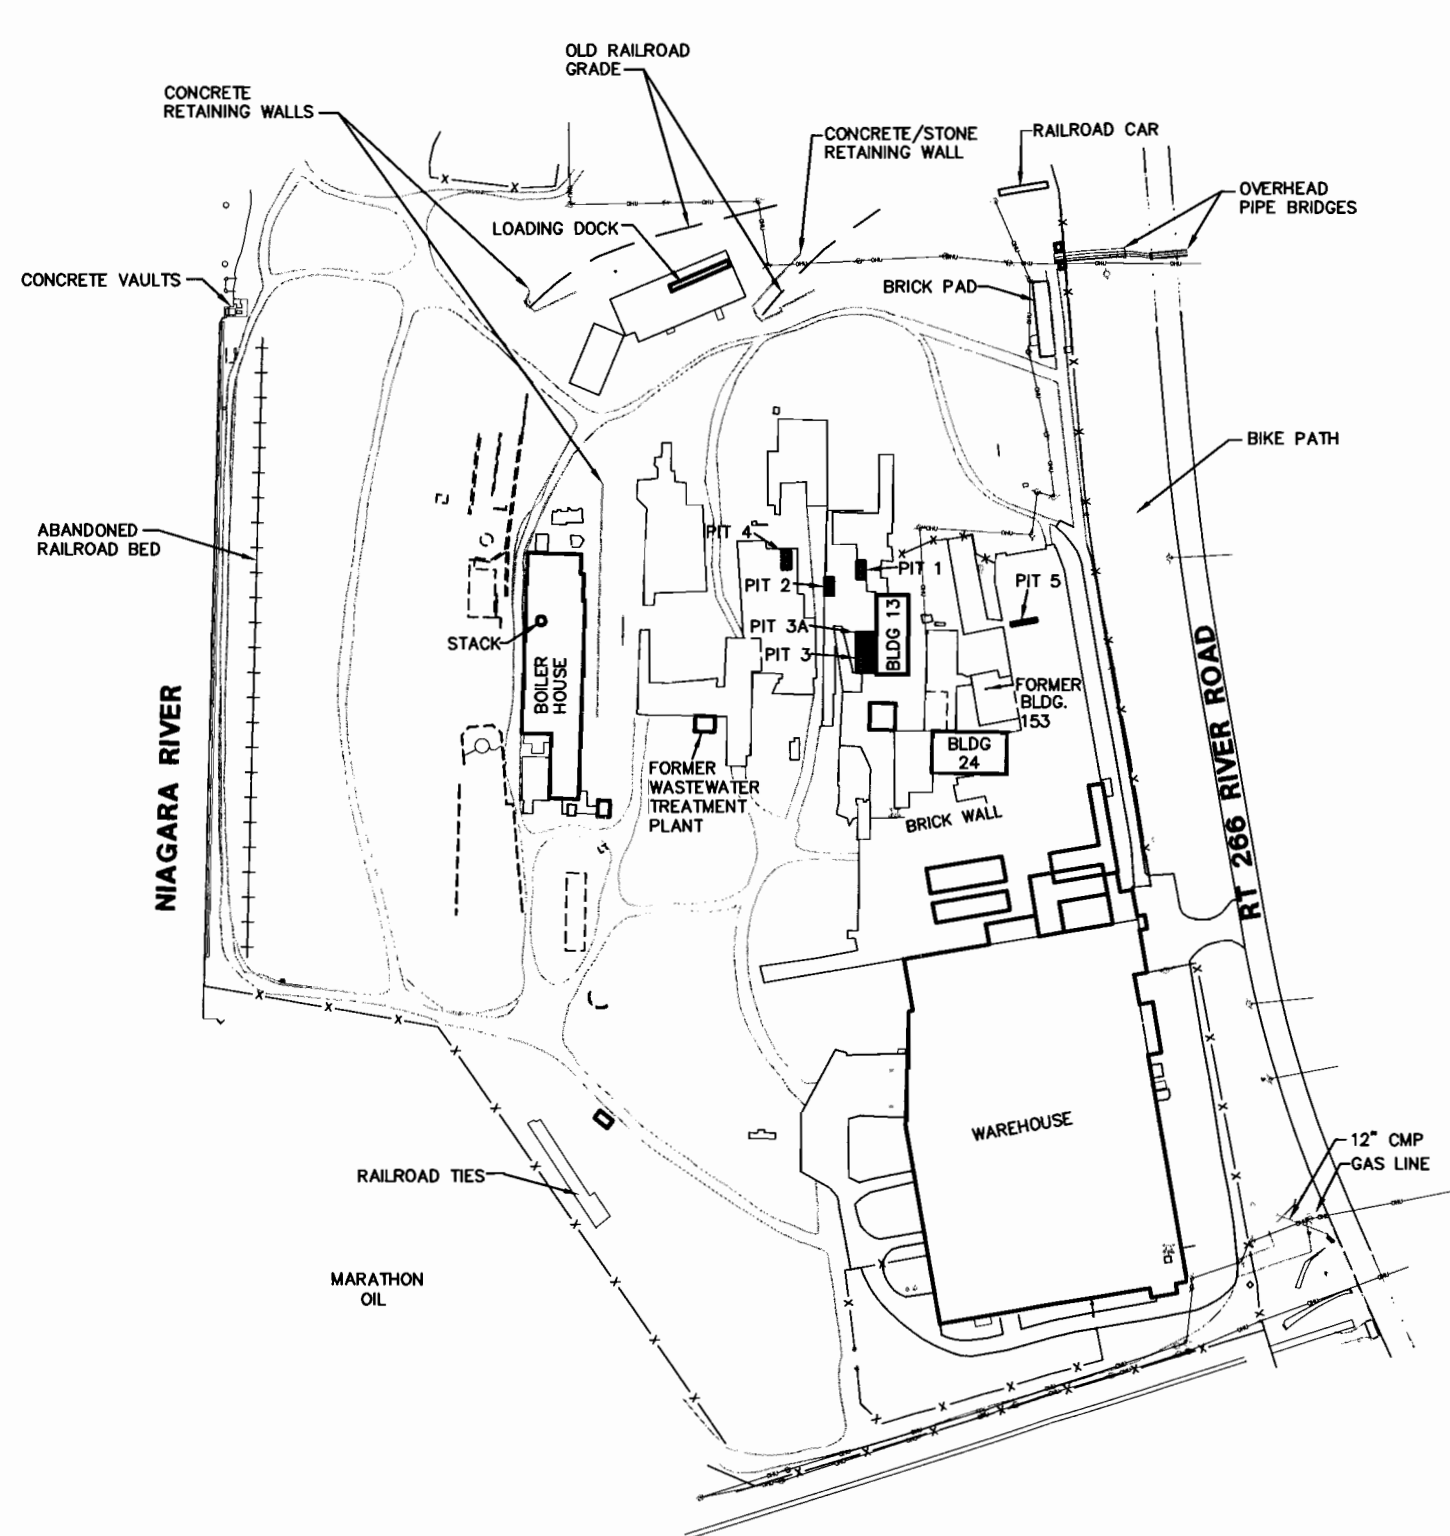 OLD RAILROAD
GRADE
CONCRETE
RETAINING WALLS
CONCRETE/STONE
RETAINING WALL
RAILROAD CAR
OVERHEAD
PIPE BRIDGES
LOADING DOCK
CONCRETE VAULTS
BRICK PAD
BIKE PATH
ABANDONED
RAILROAD BED
PIT 4
PIT 1
PIT 2
PIT 5
PIT 3A
PIT 3
BLDG 13
STACK
BOILER
HOUSE
FORMER
BLDG.
153
NIAGARA RIVER
RT 266 RIVER ROAD
BLDG
24
FORMER
WASTEWATER
TREATMENT
PLANT
BRICK WALL
WAREHOUSE
12" CMP
GAS LINE
RAILROAD TIES
MARATHON
OIL